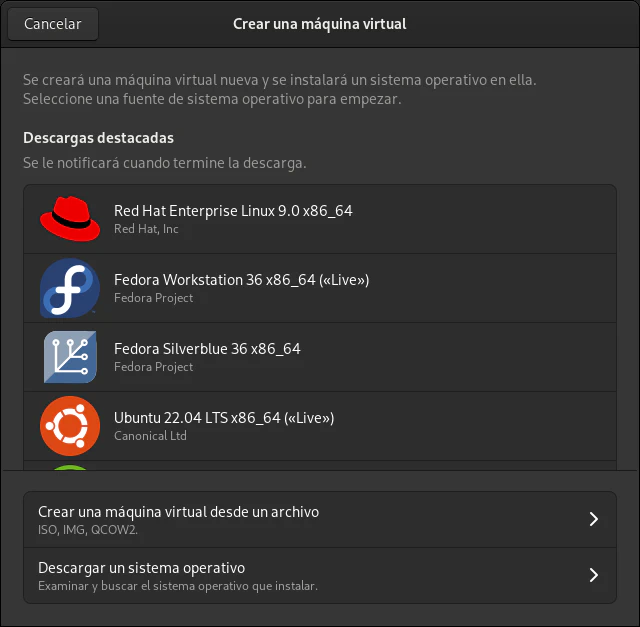 Cancelar
Crear una máquina virtual
Se creará una máquina virtual nueva y se instalará un sistema operativo en ella.
Seleccione una fuente de sistema operativo para empezar.
Descargas destacadas
Se le notificará cuando termine la descarga.
Red Hat Enterprise Linux 9.0 x86_64
Red Hat, Inc
Fedora Workstation 36 x86_64 («Live»)
Fedora Project
Fedora Silverblue 36 x86_64
Fedora Project
Ubuntu 22.04 LTS x86_64 («Live»)
Canonical Ltd
Crear una máquina virtual desde un archivo
ISO, IMG, QCOW2.
Descargar un sistema operativo
Examinar y buscar el sistema operativo que instalar.